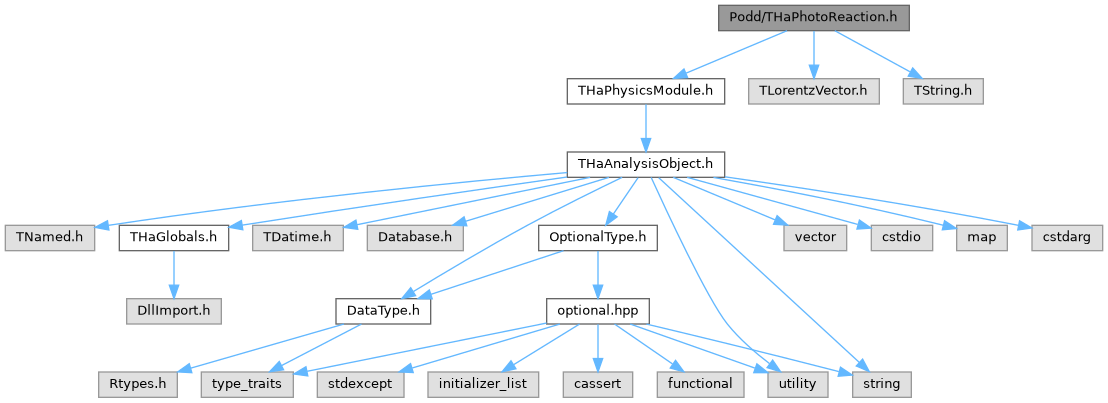 Podd/THaPhotoReaction.h
THaPhysicsModule.h
TLorentzVector.h
TString.h
THaAnalysisObject.h
TNamed.h
THaGlobals.h
TDatime.h
Database.h
OptionalType.h
vector
cstdio
map
cstdarg
DllImport.h
DataType.h
optional.hpp
Rtypes.h
type_traits
stdexcept
initializer_list
cassert
functional
utility
string